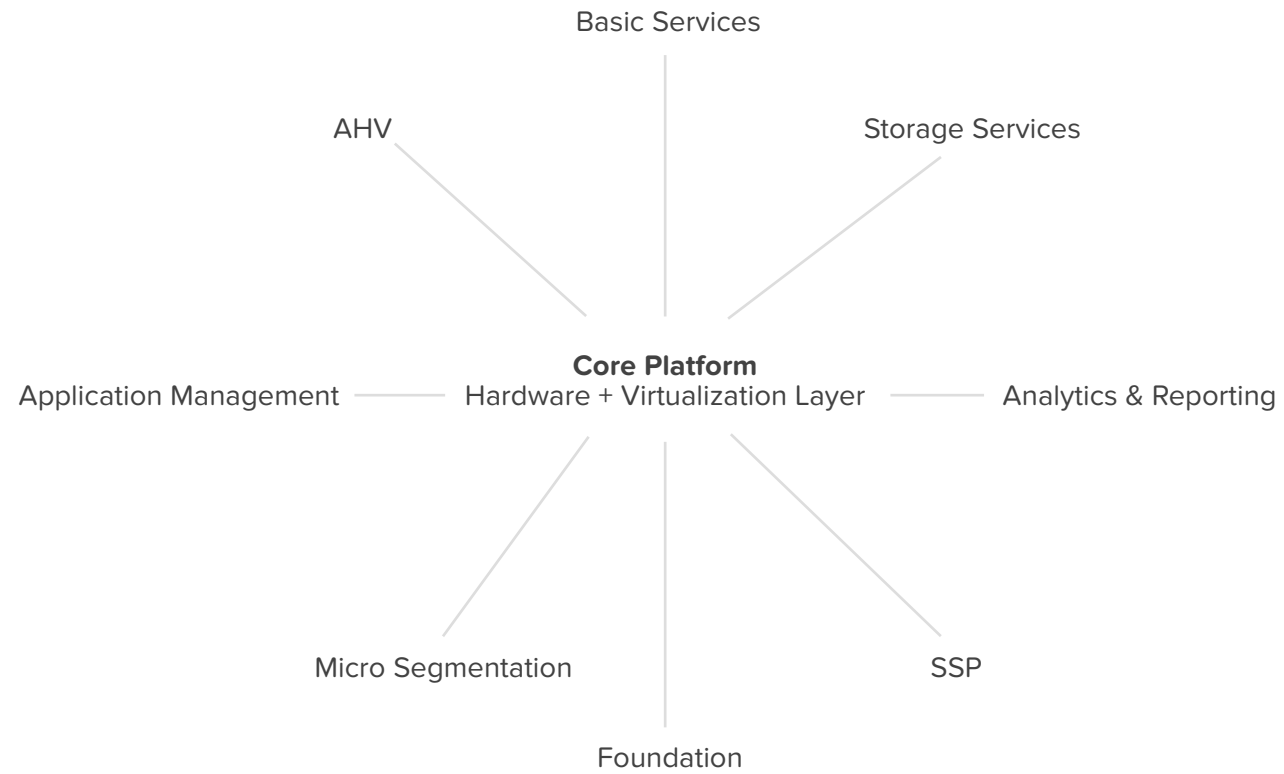 Basic Services
AHV
Storage Services
Core Platform
Application Management
Hardware + Virtualization Layer
Analytics & Reporting
Micro Segmentation
SSP
Foundation